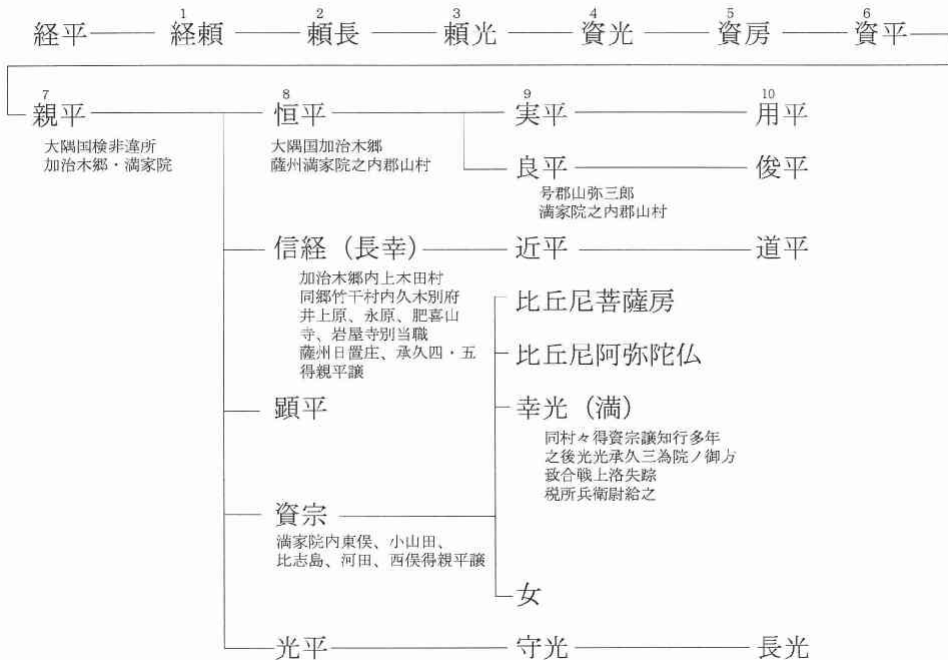 経平 1経頼 2頼長 3頼光 4資光 5資房 6資平
7親平 8恒平 9実平 10用平
大隅国検非違所
加治木郷・満家院
大隅国加治木郷
薩州満家院之内郡山村
良平 俊平
号郡山弥三郎
満家院之内郡山村
信経（長幸） 近平 道平
加治木郷内上木田村
同郷竹干村内久木別府
井上原、永原、肥喜山
寺、岩屋寺別当職
薩州日置庄、承久四・五
得親平譲
比丘尼菩薩房
比丘尼阿弥陀仏
顕平 幸光（満）
同村々得資宗譲知行多年
之後光光承久三為院ノ御方
致合戦上洛失踪
税所兵衛尉給之
資宗
満家院内東俣、小山田、
比志島、河田、西俣得親平譲
女
光平 守光 長光